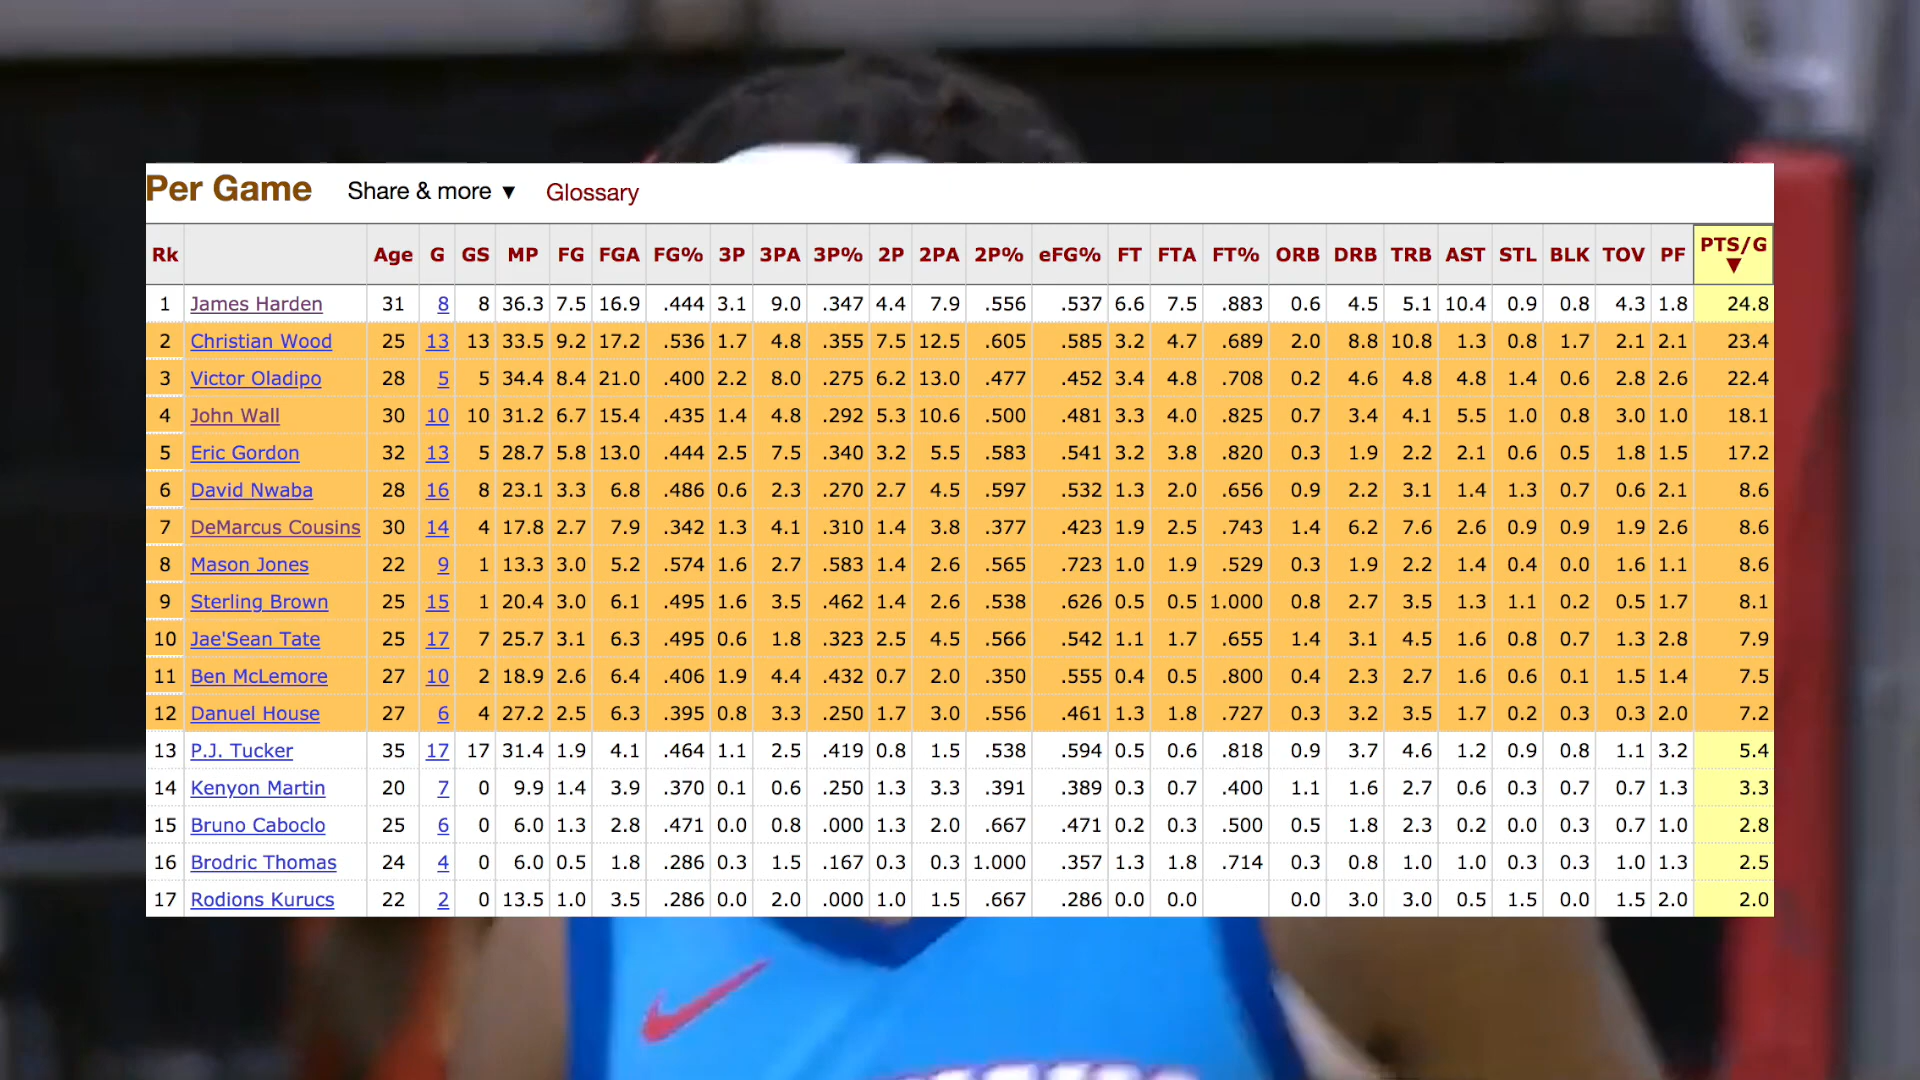 Per Game Share & more ▼ Glossary
Rk Age G GS MP FG FGA FG% 3P 3PA 3P% 2P 2PA 2P% eFG% FT FTA FT% ORB DRB TRB AST STL BLK TOV PF PTS/G ▼
1 James Harden 31 8 8 36.3 7.5 16.9 .444 3.1 9.0 .347 4.4 7.9 .556 .537 6.6 7.5 .883 0.6 4.5 5.1 10.4 0.9 0.8 4.3 1.8 24.8
2 Christian Wood 25 13 13 33.5 9.2 17.2 .536 1.7 4.8 .355 7.5 12.5 .605 .585 3.2 4.7 .689 2.0 8.8 10.8 1.3 0.8 1.7 2.1 2.1 23.4
3 Victor Oladipo 28 5 5 34.4 8.4 21.0 .400 2.2 8.0 .275 6.2 13.0 .477 .452 3.4 4.8 .708 0.2 4.6 4.8 4.8 1.4 0.6 2.8 2.6 22.4
4 John Wall 30 10 10 31.2 6.7 15.4 .435 1.4 4.8 .292 5.3 10.6 .500 .481 3.3 4.0 .825 0.7 3.4 4.1 5.5 1.0 0.8 3.0 1.0 18.1
5 Eric Gordon 32 13 5 28.7 5.8 13.0 .444 2.5 7.5 .340 3.2 5.5 .583 .541 3.2 3.8 .820 0.3 1.9 2.2 2.1 0.6 0.5 1.8 1.5 17.2
6 David Nwaba 28 16 8 23.1 3.3 6.8 .486 0.6 2.3 .270 2.7 4.5 .597 .532 1.3 2.0 .656 0.9 2.2 3.1 1.4 1.3 0.7 0.6 2.1 8.6
7 DeMarcus Cousins 30 14 4 17.8 2.7 7.9 .342 1.3 4.1 .310 1.4 3.8 .377 .423 1.9 2.5 .743 1.4 6.2 7.6 2.6 0.9 0.9 1.9 2.6 8.6
8 Mason Jones 22 9 1 13.3 3.0 5.2 .574 1.6 2.7 .583 1.4 2.6 .565 .723 1.0 1.9 .529 0.3 1.9 2.2 1.4 0.4 0.0 1.6 1.1 8.6
9 Sterling Brown 25 15 1 20.4 3.0 6.1 .495 1.6 3.5 .462 1.4 2.6 .538 .626 0.5 0.5 1.000 0.8 2.7 3.5 1.3 1.1 0.2 0.5 1.7 8.1
10 Jae'Sean Tate 25 17 7 25.7 3.1 6.3 .495 0.6 1.8 .323 2.5 4.5 .566 .542 1.1 1.7 .655 1.4 3.1 4.5 1.6 0.8 0.7 1.3 2.8 7.9
11 Ben McLemore 27 10 2 18.9 2.6 6.4 .406 1.9 4.4 .432 0.7 2.0 .350 .555 0.4 0.5 .800 0.4 2.3 2.7 1.6 0.6 0.1 1.5 1.4 7.5
12 Danuel House 27 6 4 27.2 2.5 6.3 .395 0.8 3.3 .250 1.7 3.0 .556 .461 1.3 1.8 .727 0.3 3.2 3.5 1.7 0.2 0.3 0.3 2.0 7.2
13 P.J. Tucker 35 17 17 31.4 1.9 4.1 .464 1.1 2.5 .419 0.8 1.5 .538 .594 0.5 0.6 .818 0.9 3.7 4.6 1.2 0.9 0.8 1.1 3.2 5.4
14 Kenyon Martin 20 7 0 9.9 1.4 3.9 .370 0.1 0.6 .250 1.3 3.3 .391 .389 0.3 0.7 .400 1.1 1.6 2.7 0.6 0.3 0.7 0.7 1.3 3.3
15 Bruno Caboclo 25 6 0 6.0 1.3 2.8 .471 0.0 0.8 .000 1.3 2.0 .667 .471 0.2 0.3 .500 0.5 1.8 2.3 0.2 0.0 0.3 0.7 1.0 2.8
16 Brodric Thomas 24 4 0 6.0 0.5 1.8 .286 0.3 1.5 .167 0.3 0.3 1.000 .357 1.3 1.8 .714 0.3 0.8 1.0 1.0 0.3 0.3 1.0 1.3 2.5
17 Rodions Kurucs 22 2 0 13.5 1.0 3.5 .286 0.0 2.0 .000 1.0 1.5 .667 .286 0.0 0.0 0.0 3.0 3.0 0.5 1.5 0.0 1.5 2.0 2.0